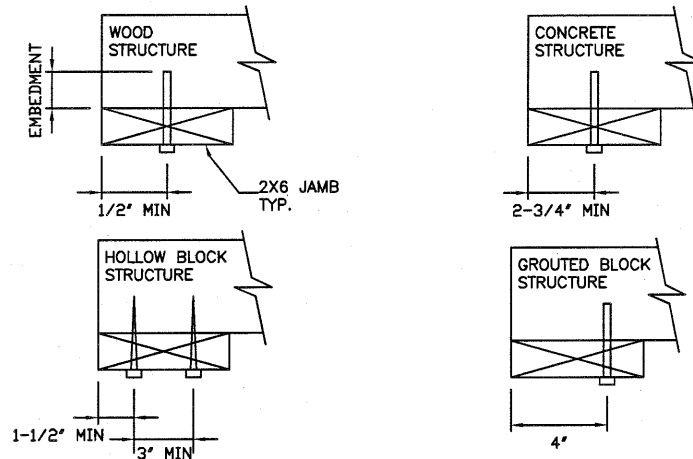 WOOD
STRUCTURE
EMBEDMENT
1/2" MIN
2X6 JAMB
TYP.
CONCRETE
STRUCTURE
2-3/4" MIN
HOLLOW BLOCK
STRUCTURE
1-1/2" MIN
3" MIN
GROUTED BLOCK
STRUCTURE
4"